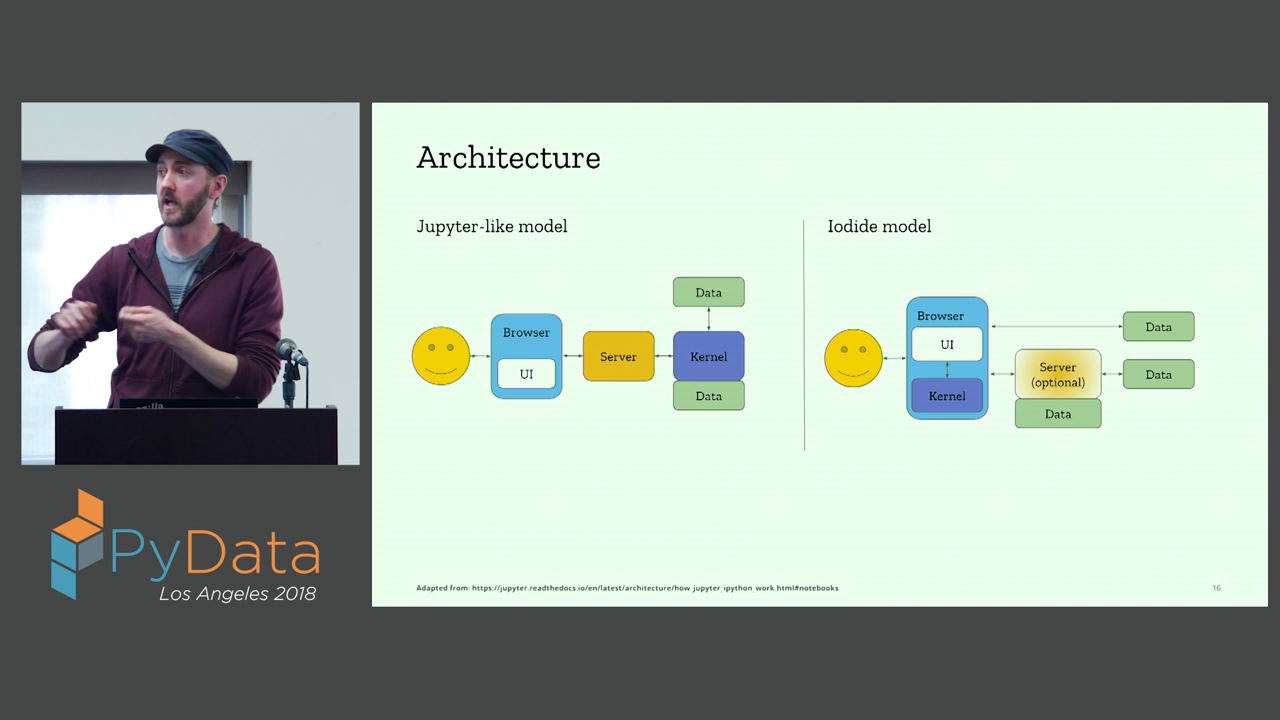 Architecture
Jupyter-like model
Browser
UI
Server
Data
Kernel
Data
Iodide model
Browser
UI
Kernel
Server
(optional)
Data
Data
Data
Adapted from: https://jupyter.readthedocs.io/en/latest/architecture/how_jupyter_ipython_work.html#notebooks
16
PyData
Los Angeles 2018